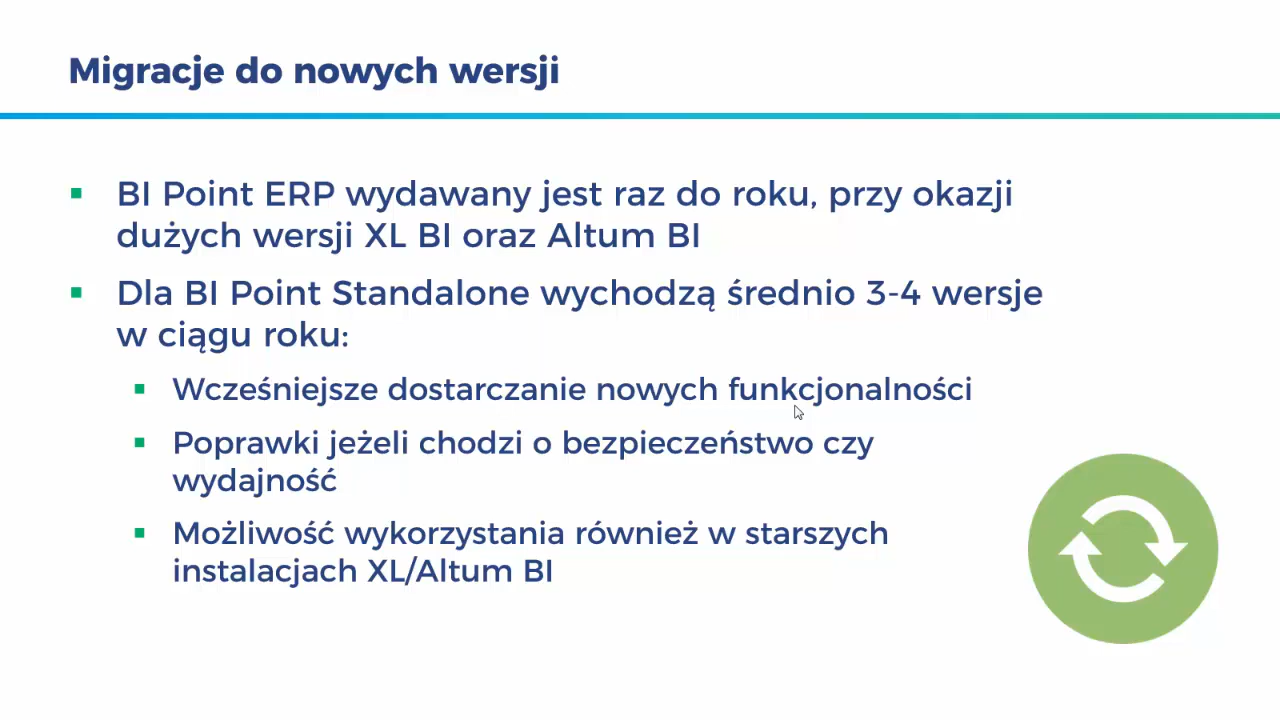 Migracje do nowych wersji
BI Point ERP wydawany jest raz do roku, przy okazji
dużych wersji XL BI oraz Altum BI
Dla BI Point Standalone wychodzą średnio 3-4 wersje
w ciągu roku:
Wcześniejsze dostarczanie nowych funkcjonalności
Poprawki jeżeli chodzi o bezpieczeństwo czy
wydajność
Możliwość wykorzystania również w starszych
instalacjach XL/Altum BI